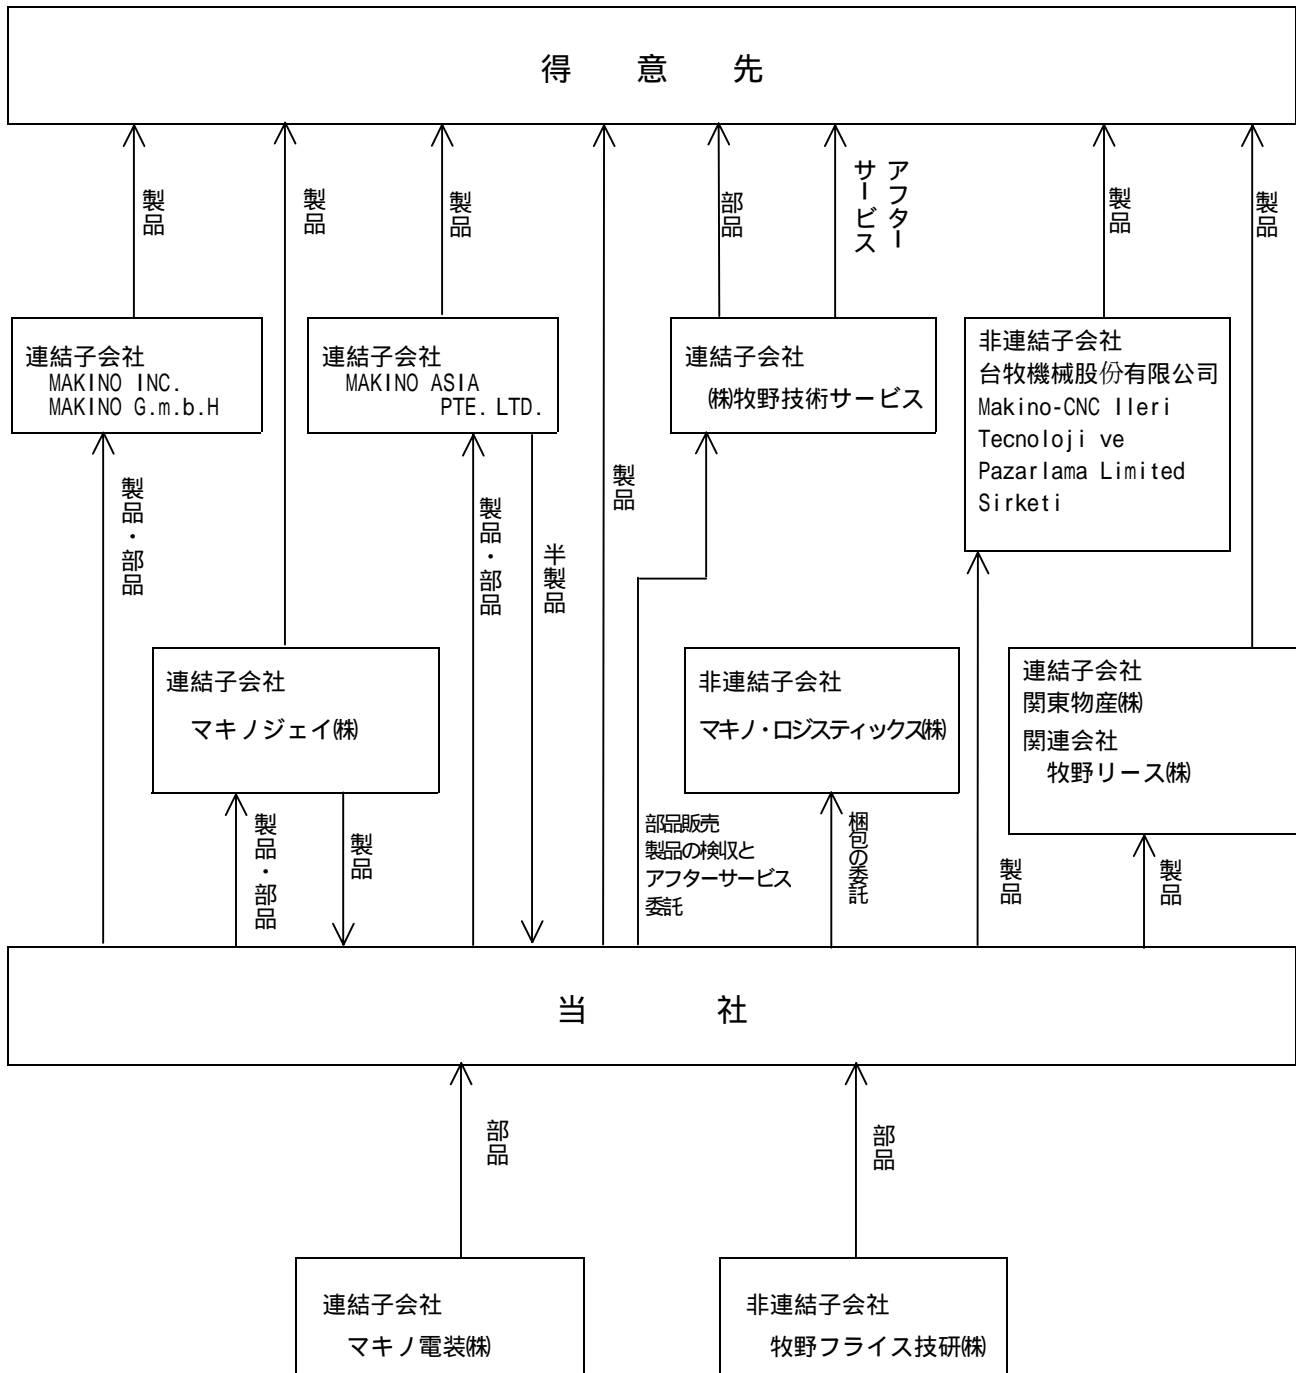 得意先
製品
製品
製品
部品
アフター
サービス
製品
製品
連結子会社
MAKINO INC.
MAKINO G.m.b.H
連結子会社
MAKINO ASIA
PTE. LTD.
連結子会社
㈱牧野技術サービス
非連結子会社
台牧機械股份有限公司
Makino-CNC Ileri
Tecnoloji ve
Pazarlama Limited
Sirketi
製品・部品
製品・部品
半製品
製品
連結子会社
マキノジェイ㈱
非連結子会社
マキノ・ロジスティックス㈱
連結子会社
関東物産㈱
関連会社
牧野リース㈱
製品・部品
製品
部品販売
製品の検収と
アフターサービス
委託
梱包の委託
製品
製品
当社
部品
部品
連結子会社
マキノ電装㈱
非連結子会社
牧野フライス技研㈱